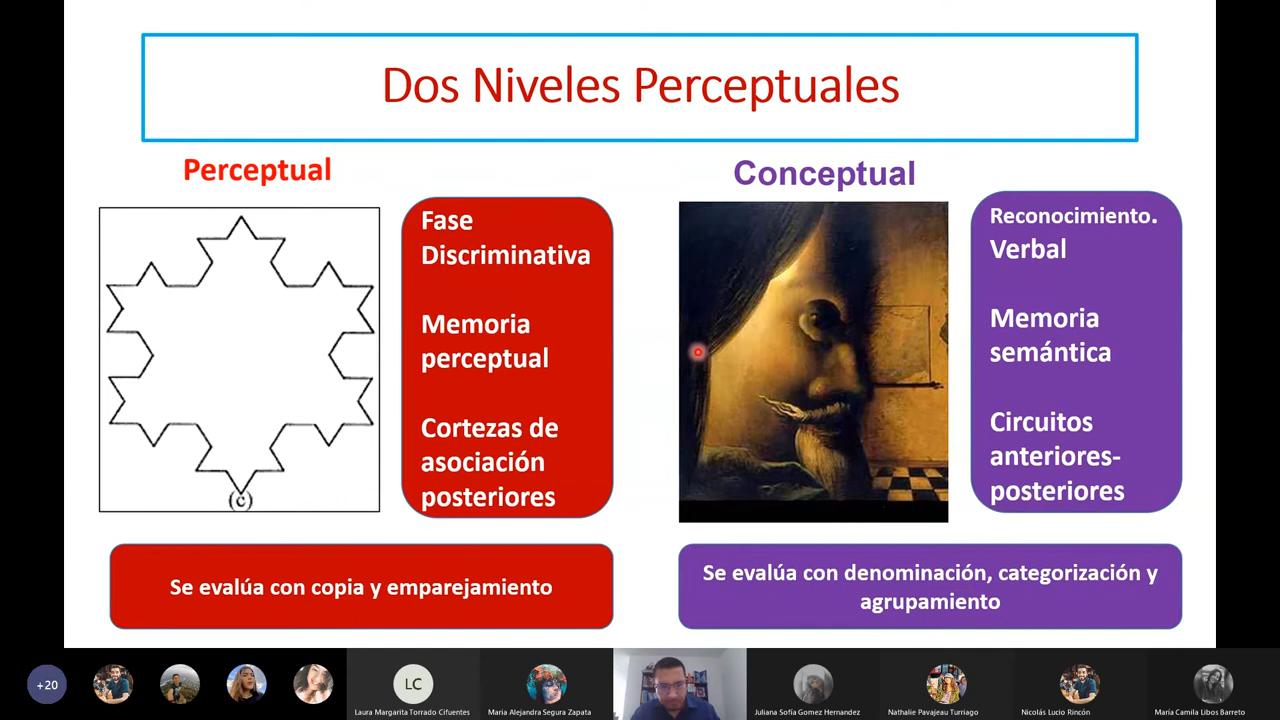 Dos Niveles Perceptuales
Perceptual
(c)
Fase
Discriminativa
Memoria
perceptual
Cortezas de
asociación
posteriores
Se evalúa con copia y emparejamiento
Conceptual
Reconocimiento.
Verbal
Memoria
semántica
Circuitos
anteriores-
posteriores
Se evalúa con denominación, categorización y
agrupamiento
+20
LC
Laura Margarita Torrado Cifuentes
Maria Alejandra Segura Zapata
Juliana Sofía Gomez Hernandez
Nathalie Pavajeau Turriago
Nicolás Lucio Rincón
María Camila Libos Barreto